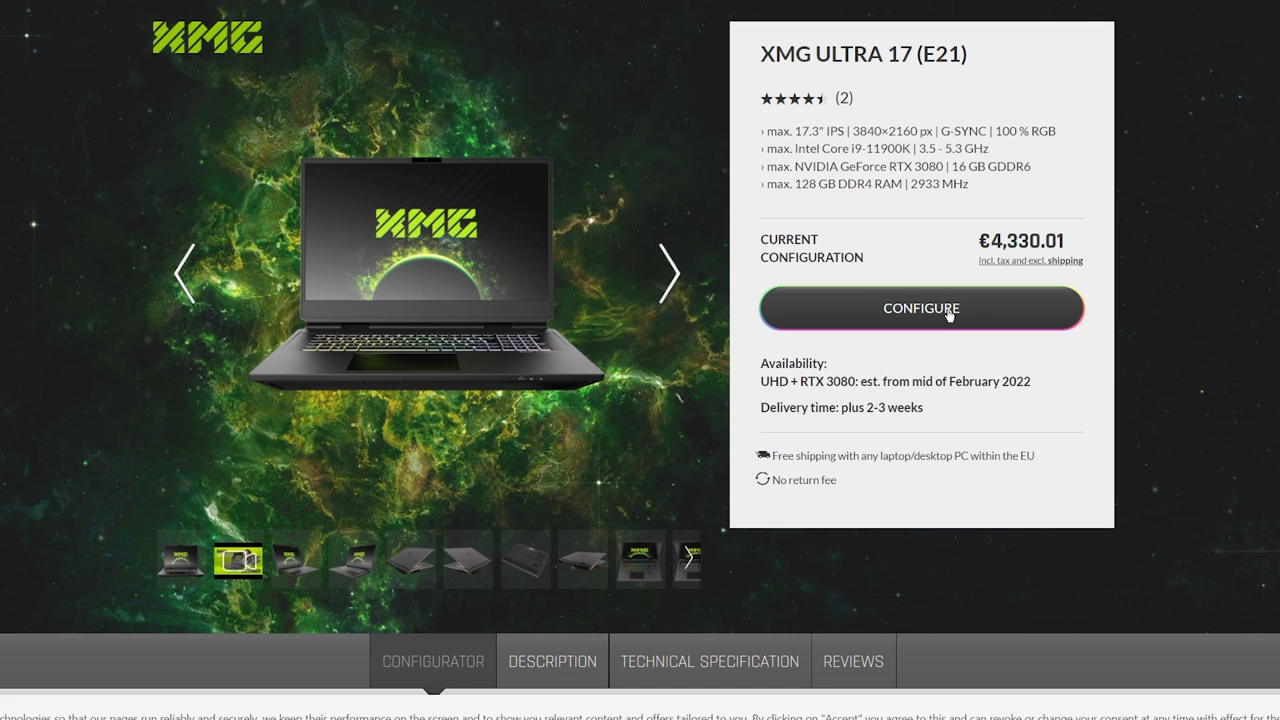 XMG
XMG ULTRA 17 (E21)
(2)
› max. 17.3" IPS | 3840×2160 px | G-SYNC | 100 % RGB
› max. Intel Core i9-11900K | 3.5 - 5.3 GHz
› max. NVIDIA GeForce RTX 3080 | 16 GB GDDR6
› max. 128 GB DDR4 RAM | 2933 MHz
CURRENT
CONFIGURATION
€4,330.01
incl. tax and excl. shipping
XMG
CONFIGURE
Availability:
UHD + RTX 3080: est. from mid of February 2022
Delivery time: plus 2-3 weeks
Free shipping with any laptop/desktop PC within the EU
No return fee
CONFIGURATOR
DESCRIPTION
TECHNICAL SPECIFICATION
REVIEWS
chnologies so that our pages run reliably and securely, we keep their performance on the screen and to show you relevant content and offers tailored to you. By clicking on "Accept" you agree to this and can revoke or change your consent at any time with effect for the